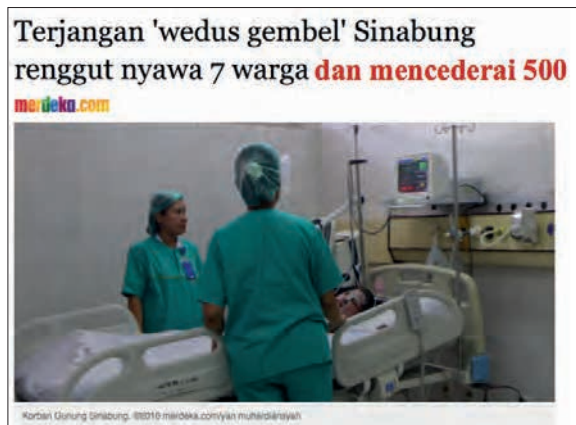 Terjangan 'wedus gembel' Sinabung
renggut nyawa 7 warga dan mencederai 500
merdeka.com
Korban Gunung Sinabung. ©2016 merdeka.com/yan muhardiansyah